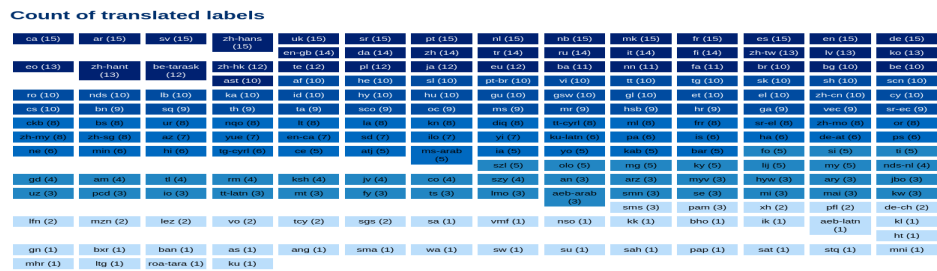 Count of translated labels
ca (15) ar (15) sv (15) zh-hans (15) uk (15) sr (15) pt (15) nl (15) nb (15) mk (15) fr (15) es (15) en (15) de (15)
en-gb (14) da (14) zh (14) tr (14) ru (14) it (14) fi (14) zh-tw (13) lv (13) ko (13)
eo (13) zh-hant (13) be-tarask (12) zh-hk (12) te (12) pl (12) ja (12) eu (12) ba (11) nn (11) fa (11) br (10) bg (10) be (10)
ast (10) af (10) he (10) sl (10) pt-br (10) vi (10) tt (10) tg (10) sk (10) sh (10) scn (10)
ro (10) nds (10) lb (10) ka (10) id (10) hy (10) hu (10) gu (10) gsw (10) gl (10) et (10) el (10) zh-cn (10) cy (10)
cs (10) bn (9) sq (9) th (9) ta (9) sco (9) oc (9) ms (9) mr (9) hsb (9) hr (9) ga (9) vec (9) sr-ec (9)
ckb (8) bs (8) ur (8) nqo (8) lt (8) la (8) kn (8) diq (8) tt-cyrl (8) ml (8) frr (8) sr-el (8) zh-mo (8) or (8)
zh-my (8) zh-sg (8) az (7) yue (7) en-ca (7) sd (7) ilo (7) yi (7) ku-latn (6) pa (6) is (6) ha (6) de-at (6) ps (6)
ne (6) min (6) hi (6) tg-cyrl (6) ce (5) atj (5) ms-arab (5) ia (5) yo (5) kab (5) bar (5) fo (5) si (5) ti (5)
szl (5) olo (5) mg (5) ky (5) lij (5) my (5) nds-nl (4)
gd (4) am (4) tl (4) rm (4) ksh (4) jv (4) co (4) szy (4) an (3) arz (3) myv (3) hyw (3) ary (3) jbo (3)
uz (3) pcd (3) io (3) tt-latn (3) mt (3) fy (3) ts (3) lmo (3) aeb-arab (3) smn (3) se (3) mi (3) mai (3) kw (3)
sms (3) pam (3) xh (2) pfl (2) de-ch (2)
lfn (2) mzn (2) lez (2) vo (2) tcy (2) sgs (2) sa (1) vmf (1) nso (1) kk (1) bho (1) ik (1) aeb-latn (1) kl (1)
ht (1)
gn (1) bxr (1) ban (1) as (1) ang (1) sma (1) wa (1) sw (1) su (1) sah (1) pap (1) sat (1) stq (1) mni (1)
mhr (1) ltg (1) roa-tara (1) ku (1)